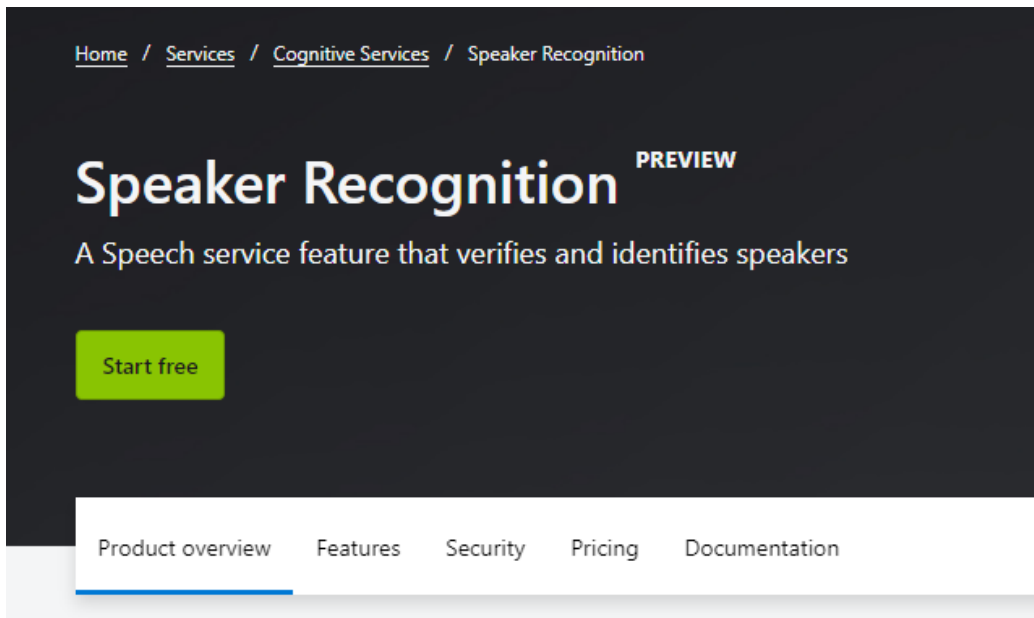 Home / Services / Cognitive Services / Speaker Recognition
Speaker Recognition PREVIEW
A Speech service feature that verifies and identifies speakers
Start free
Product overview Features Security Pricing Documentation